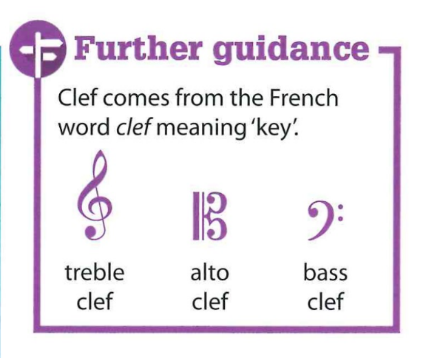 Further guidance
Clef comes from the French
word clef meaning ‘key’.
treble alto bass
clef clef clef